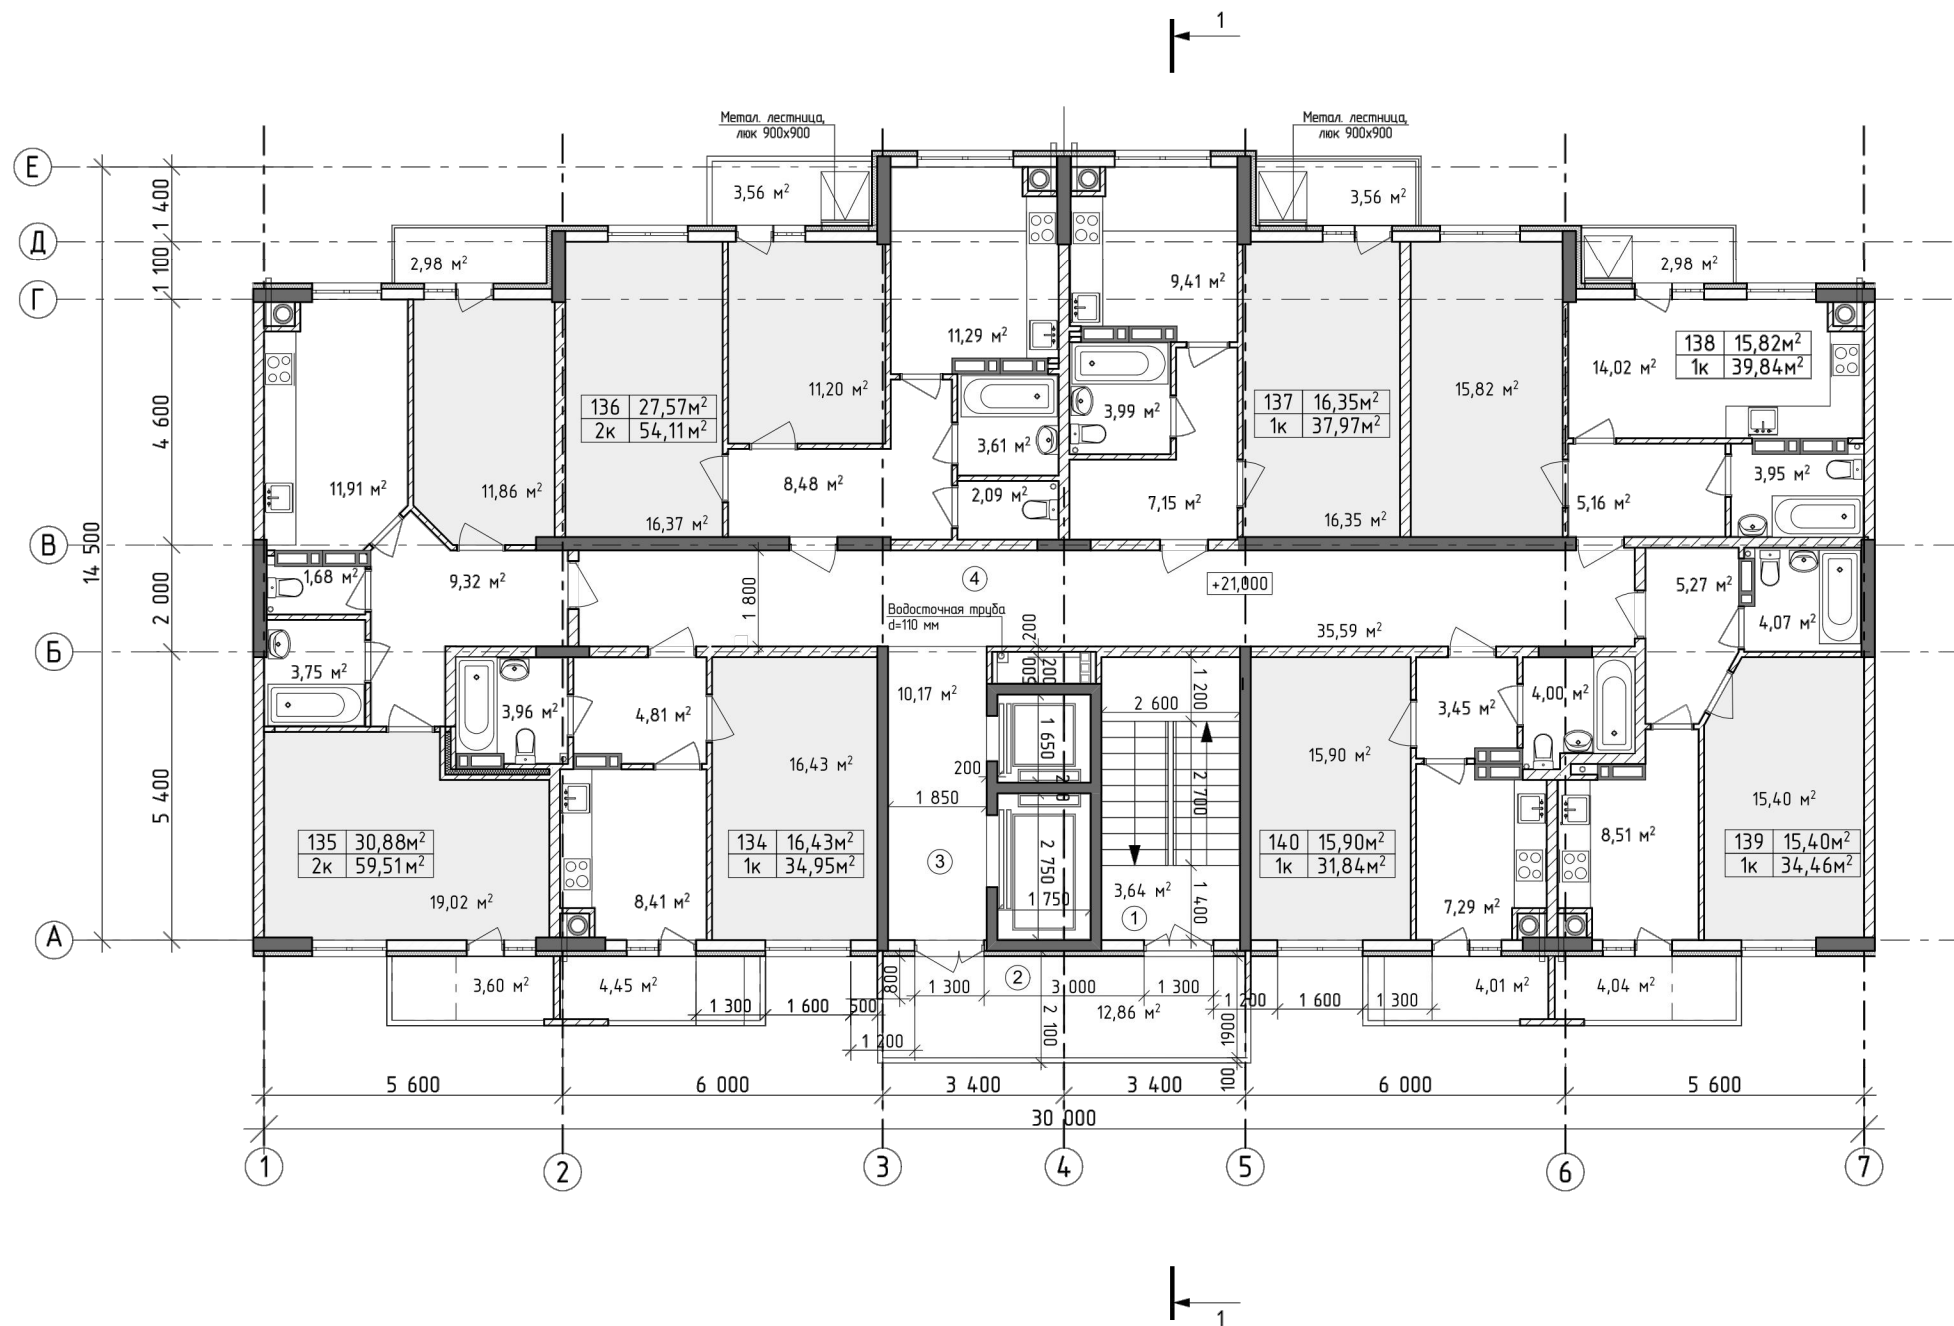 1
Метал. лестница,
люк 900х900
Метал. лестница,
люк 900х900
Е
Д
Г
В
Б
А
1 400
1 100
4 600
2 000
5 400
14 500
3,56 м²
3,56 м²
2,98 м²
2,98 м²
9,41 м²
11,29 м²
14,02 м²
138 15,82м²
1к 39,84м²
11,20 м²
15,82 м²
136 27,57м²
2к 54,11м²
137 16,35м²
1к 37,97м²
3,99 м²
3,61 м²
11,91 м²
11,86 м²
8,48 м²
2,09 м²
7,15 м²
5,16 м²
3,95 м²
16,37 м²
16,35 м²
1,68 м²
9,32 м²
1 800
4
+21,000
5,27 м²
Водосточная труба
d=110 мм
200
35,59 м²
4,07 м²
3,75 м²
500
200
1 200
10,17 м²
2 600
4,00 м²
3,96 м²
4,81 м²
3,45 м²
1 650
16,43 м²
15,90 м²
200
2 700
1 850
15,40 м²
135 30,88м²
2к 59,51м²
134 16,43м²
1к 34,95м²
3
2 750
140 15,90м²
1к 31,84м²
8,51 м²
139 15,40м²
1к 34,46м²
19,02 м²
8,41 м²
1 750
3,64 м²
1
1 400
7,29 м²
3,60 м²
4,45 м²
800
2
1 300
3 000
1 300
4,01 м²
4,04 м²
1 300
1 600
500
1 200
1 600
1 300
12,86 м²
2 100
1900
1 200
100
5 600
6 000
3 400
3 400
6 000
5 600
30 000
1
2
3
4
5
6
7
1